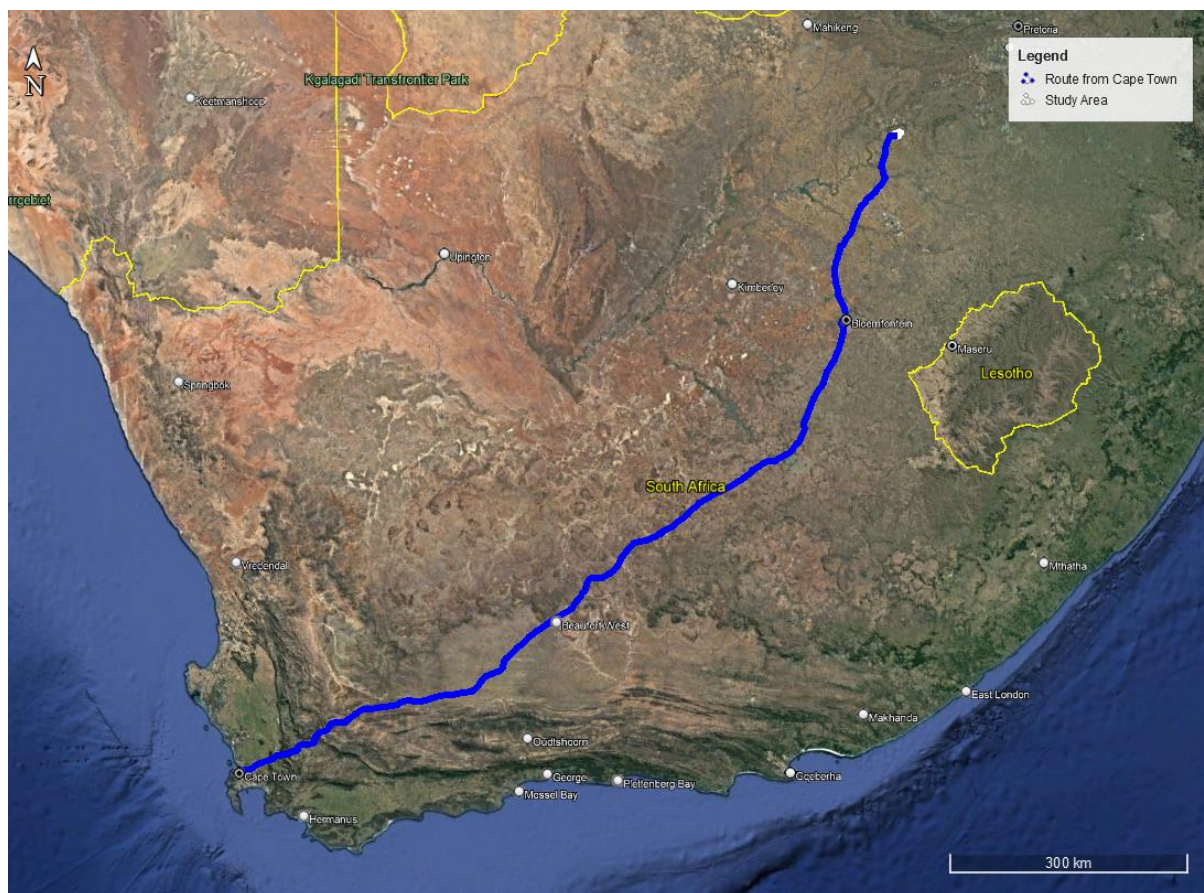 Mahikeng
Pretoria
Legend
Route from Cape Town
Study Area
N
Kgalagadi Transfrontier Park
Keetmanshoop
rrgebiet
Upington
Kimberley
Bloemfontein
Maseru
Lesotho
Springbok
South Africa
Vredendal
Mthatha
Beaufort West
East London
Makhanda
Oudtshoorn
Cape Town
George
Plettenberg Bay
Gqeberha
Mossel Bay
Hermanus
300 km